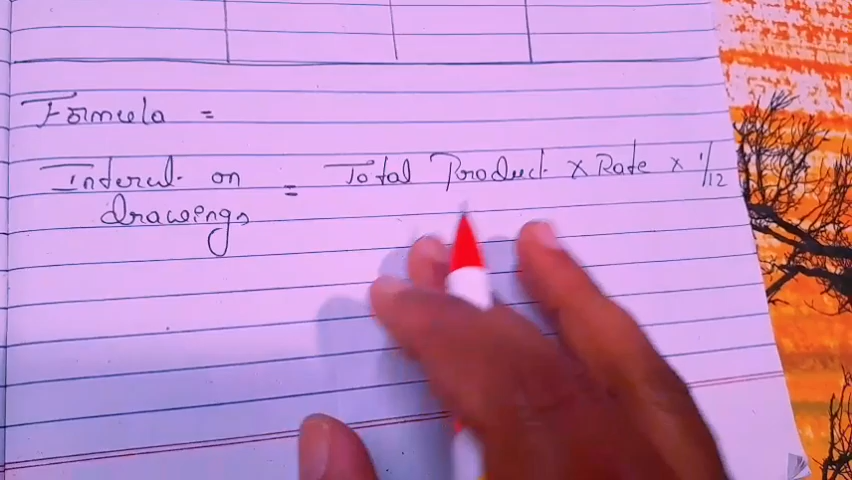 Formula =
Interest on = Total Product × Rate × 1/12
drawings